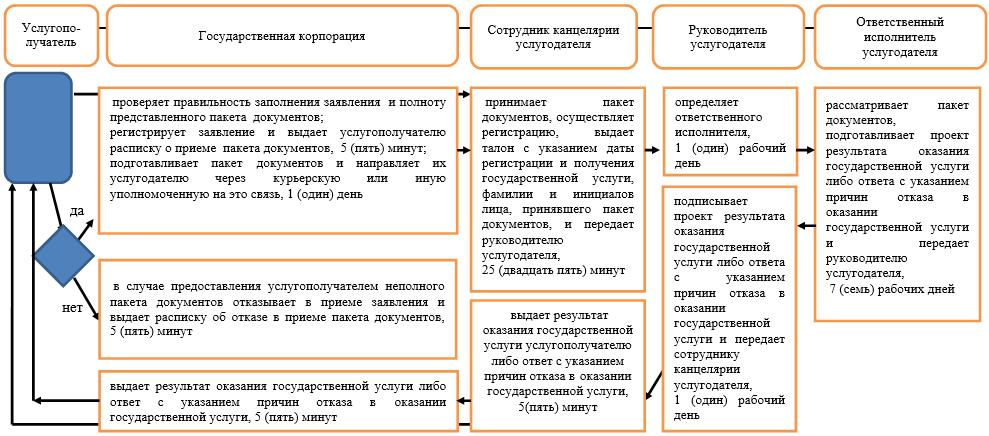 Услугопо-
лучатель
Государственная корпорация
Сотрудник канцелярии
услугодателя
Руководитель
услугодателя
Ответственный
исполнитель
услугодателя
проверяет правильность заполнения заявления и полноту
представленного пакета документов;
регистрирует заявление и выдает услугополучателю
расписку о приеме пакета документов, 5 (пять) минут;
подготавливает пакет документов и направляет их
услугодателю через курьерскую или иную
уполномоченную на это связь, 1 (один) день
принимает пакет
документов, осуществляет
регистрацию, выдает
талон с указанием даты
регистрации и получения
государственной услуги,
фамилии и инициалов
лица, принявшего пакет
документов, и передает
руководителю
услугодателя,
25 (двадцать пять) минут
определяет
ответственного
исполнителя,
1 (один) рабочий
день
рассматривает пакет
документов,
подготавливает проект
результата оказания
государственной услуги
либо ответа с указанием
причин отказа в
оказании
государственной услуги
и передает
руководителю
услугодателя,
7 (семь) рабочих дней
да
нет
в случае предоставления услугополучателем неполного
пакета документов отказывает в приеме заявления и
выдает расписку об отказе в приеме пакета документов,
5 (пять) минут
подписывает
проект результата
оказания
государственной
услуги либо ответа
с указанием
причин отказа в
оказании
государственной
услуги и передает
сотруднику
канцелярии
услугодателя,
1 (один) рабочий
день
выдает результат
оказания государственной
услуги услугополучателю
либо ответ с указанием
причин отказа в оказании
государственной услуги,
5(пять) минут
выдает результат оказания государственной услуги либо
ответ с указанием причин отказа в оказании
государственной услуги, 5 (пять) минут